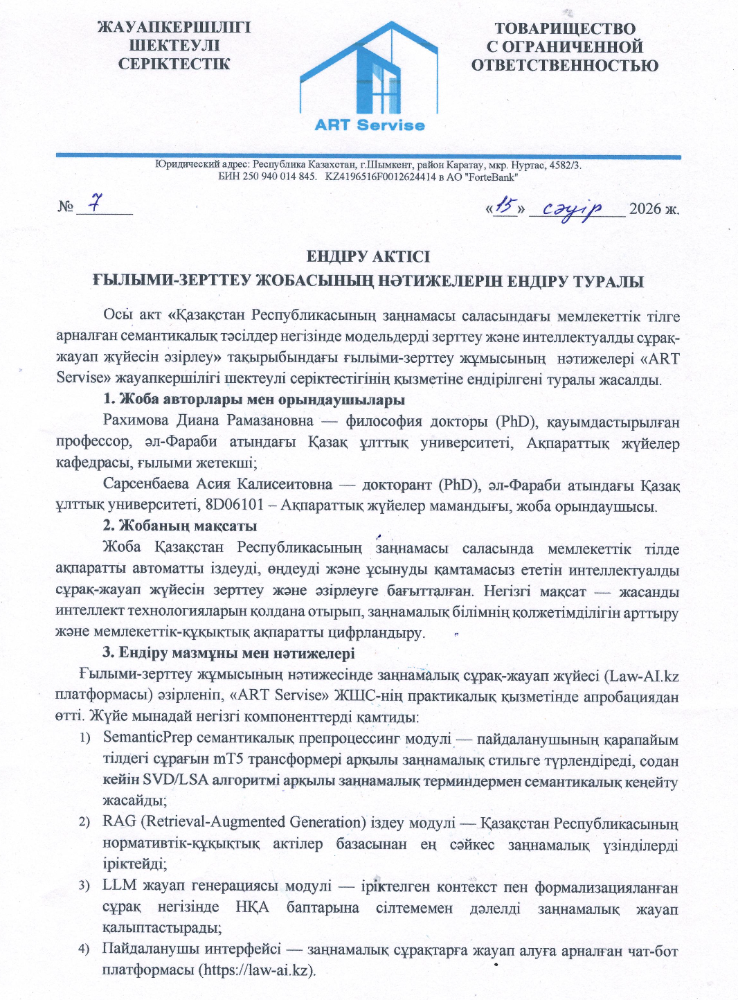 ЖАУАПКЕРШІЛІГІ
ШЕКТЕУЛІ
СЕРІКТЕСТІК
ART Servise
ТОВАРИЩЕСТВО
С ОГРАНИЧЕННОЙ
ОТВЕТСТВЕННОСТЬЮ
Юридический адрес: Республика Казахстан, г.Шымкент, район Каратау, мкр. Нуртас, 4582/3.
БИН 250 940 014 845. KZ4196516F0012624414 в АО "ForteBank"
№ 7 «15» сәуір 2026 ж.
ЕНДІРУ АКТІСІ
ҒЫЛЫМИ-ЗЕРТТЕУ ЖОБАСЫНЫҢ НӘТИЖЕЛЕРІН ЕНДІРУ ТУРАЛЫ
Осы акт «Қазақстан Республикасының заңнамасы саласындағы мемлекеттік тілге
арналған семантикалық тәсілдер негізінде модельдерді зерттеу және интеллектуалды сұрақ-
жауап жүйесін әзірлеу» тақырыбындағы ғылыми-зерттеу жұмысының нәтижелері «ART
Servise» жауапкершілігі шектеулі серіктестігінің қызметіне ендірілгені туралы жасалды.
1. Жоба авторлары мен орындаушылары
Рахимова Диана Рамазановна — философия докторы (PhD), қауымдастырылған
профессор, әл-Фараби атындағы Қазақ ұлттық университеті, Ақпараттық жүйелер
кафедрасы, ғылыми жетекші;
Сарсенбаева Асия Калисеитовна — докторант (PhD), әл-Фараби атындағы Қазақ
ұлттық университеті, 8D06101 – Ақпараттық жүйелер мамандығы, жоба орындаушысы.
2. Жобаның мақсаты
Жоба Қазақстан Республикасының заңнамасы саласында мемлекеттік тілде
ақпаратты автоматты іздеуді, өңдеуді және ұсынуды қамтамасыз ететін интеллектуалды
сұрақ-жауап жүйесін зерттеу және әзірлеуге бағытталған. Негізгі мақсат — жасанды
интеллект технологияларын қолдана отырып, заңнамалық білімнің қолжетімділігін арттыру
және мемлекеттік-құқықтық ақпаратты цифрландыру.
3. Ендіру мазмұны мен нәтижелері
Ғылыми-зерттеу жұмысының нәтижесінде заңнамалық сұрақ-жауап жүйесі (Law-AI.kz
платформасы) әзірленіп, «ART Servise» ЖШС-нің практикалық қызметінде апробациядан
өтті. Жүйе мынадай негізгі компоненттерді қамтиды:
1) SemanticPrep семантикалық препроцессинг модулі — пайдаланушының қарапайым
тілдегі сұрағын mT5 трансформері арқылы заңнамалық стильге түрлендіреді, содан
кейін SVD/LSA алгоритмі арқылы заңнамалық терминдермен семантикалық кеңейту
жасайды;
2) RAG (Retrieval-Augmented Generation) іздеу модулі — Қазақстан Республикасының
нормативтік-құқықтық актілер базасынан ең сәйкес заңнамалық үзінділерді
іріктейді;
3) LLM жауап генерациясы модулі — іріктелген контекст пен формализацияланған
сұрақ негізінде НҚА баптарына сілтемемен дәлелді заңнамалық жауап
қалыптастырады;
4) Пайдаланушы интерфейсі — заңнамалық сұрақтарға жауап алуға арналған чат-бот
платформасы (https://law-ai.kz).